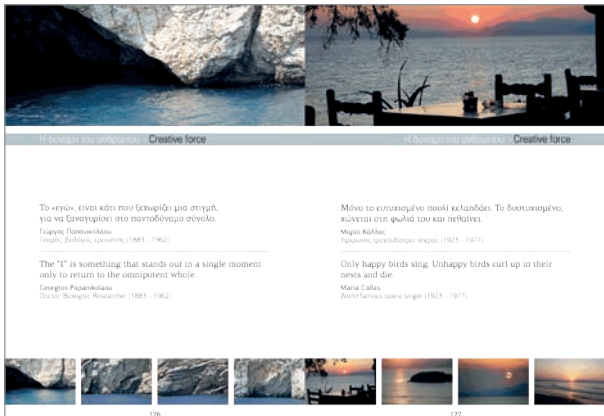 Η δύναμη του ανθρώπου Creative force
Το «εγώ», είναι κάτι που ξεχωρίζει μια στιγμή,
για να ξαναγυρίσει στο παντοδύναμο σύνολο.
Γιώργος Παπανικολάου
Γιατρός, βιολόγος, ερευνητής (1883 - 1962)
The "I" is something that stands out in a single moment
only to return to the omnipotent whole.
Georgios Papanikolaou
Doctor, Biologist, Researcher (1883 - 1962)
176
Η δύναμη του ανθρώπου Creative force
Μόνο το ευτυχισμένο πουλί κελαηδάει. Το δυστυχισμένο,
χώνεται στη φωλιά του και πεθαίνει.
Μαρία Κάλλας
Υψίφωνος τραγουδίστρια όπερας (1923 - 1977)
Only happy birds sing. Unhappy birds curl up in their
nests and die.
Maria Callas
World famous opera singer (1923 - 1977)
177